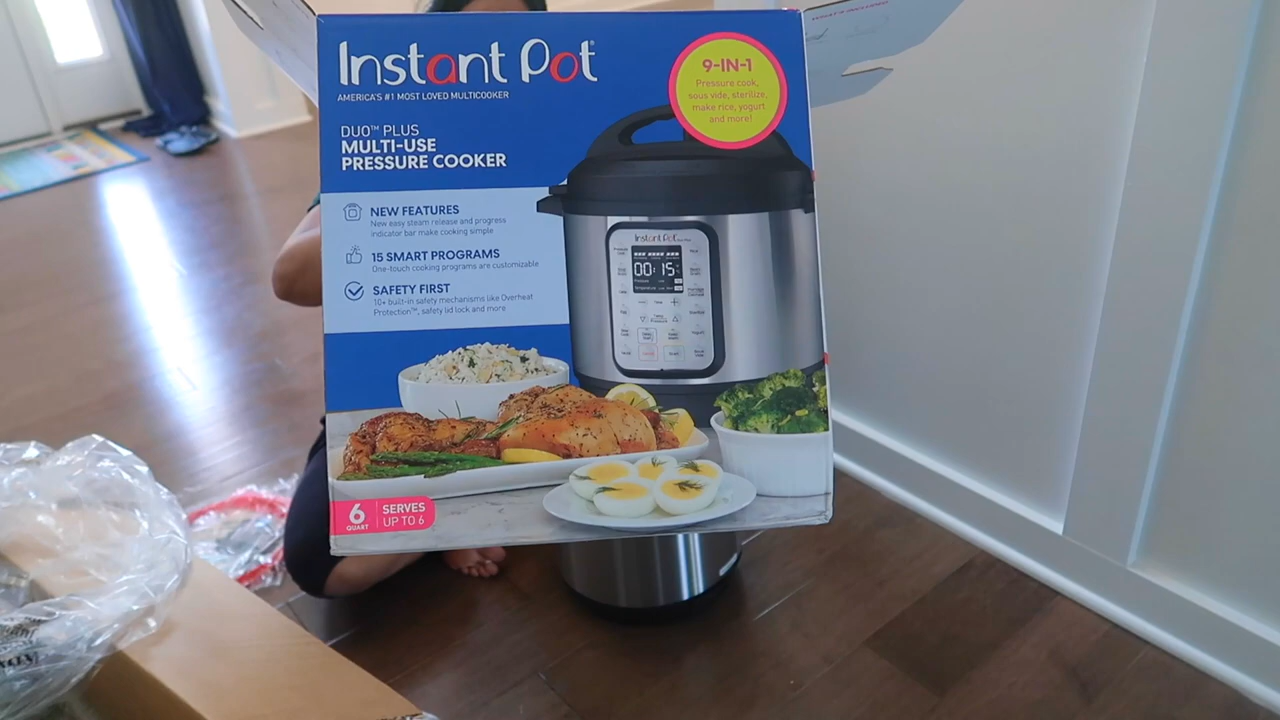 Instant Pot®
AMERICA'S #1 MOST LOVED MULTICOOKER
9-IN-1
Pressure cook,
sous vide, sterilize,
make rice, yogurt
and more!
DUO™ PLUS
MULTI-USE
PRESSURE COOKER
NEW FEATURES
New easy steam release and progress
indicator bar make cooking simple
15 SMART PROGRAMS
One-touch cooking programs are customizable
SAFETY FIRST
10+ built-in safety mechanisms like Overheat
Protection™, safety lid lock and more
Instant Pot
00:15
6
QUART
SERVES
UP TO 6
WHAT'S INCLUDED